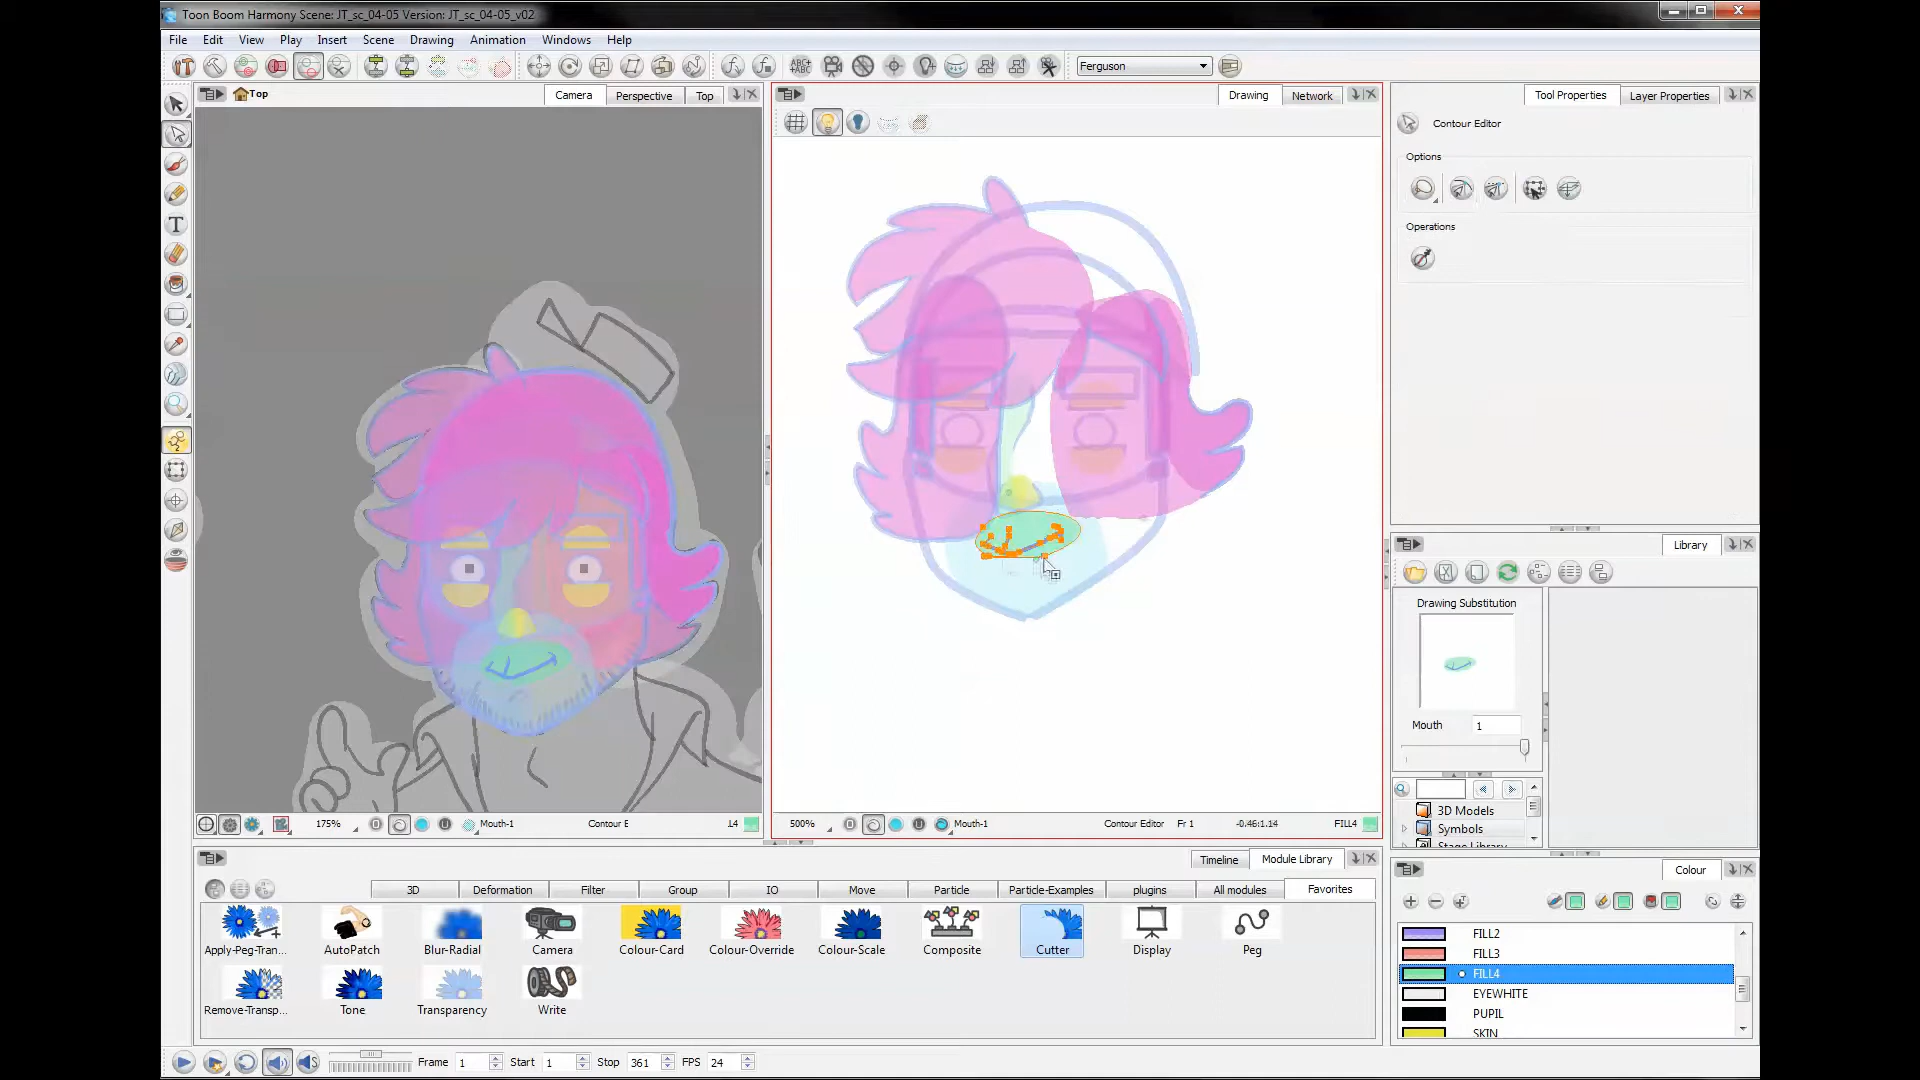 Toon Boom Harmony Scene: JT_sc_04-05 Version: JT_sc_04-05_v02
File Edit View Play Insert Scene Drawing Animation Windows Help
ABC+ +ABC Ferguson
Top Camera Perspective Top
Drawing Network
Tool Properties Layer Properties
Contour Editor
Options
Operations
Library
Drawing Substitution
Mouth 1
3D Models
Symbols
Stage Library
175% Mouth-1 Contour E L4
500% Mouth-1 Contour Editor Fr 1 -0.46:1.14 FILL4
Timeline Module Library
3D Deformation Filter Group IO Move Particle Particle-Examples plugins All modules Favorites
Apply-Peg-Tran... AutoPatch Blur-Radial Camera Colour-Card Colour-Override Colour-Scale Composite Cutter Display Peg
Remove-Transp... Tone Transparency Write
Colour
FILL2
FILL3
FILL4
EYEWHITE
PUPIL
SKIN
Frame 1 Start 1 Stop 361 FPS 24